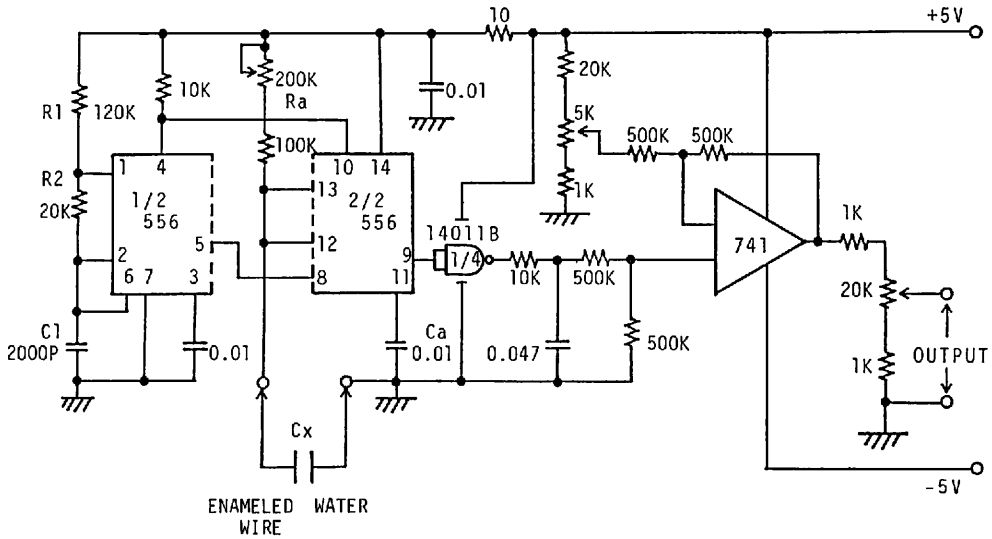 10
+5V
20K
200K
Ra
0.01
R1
120K
10K
5K
500K
500K
100K
1
4
10
14
R2
20K
1/2
556
13
2/2
556
1K
14011B
741
1K
2
5
12
9
1/4
6
7
3
8
11
10K
500K
20K
C1
2000P
0.01
Ca
0.01
0.047
500K
1K
OUTPUT
Cx
-5V
ENAMELED WATER
WIRE